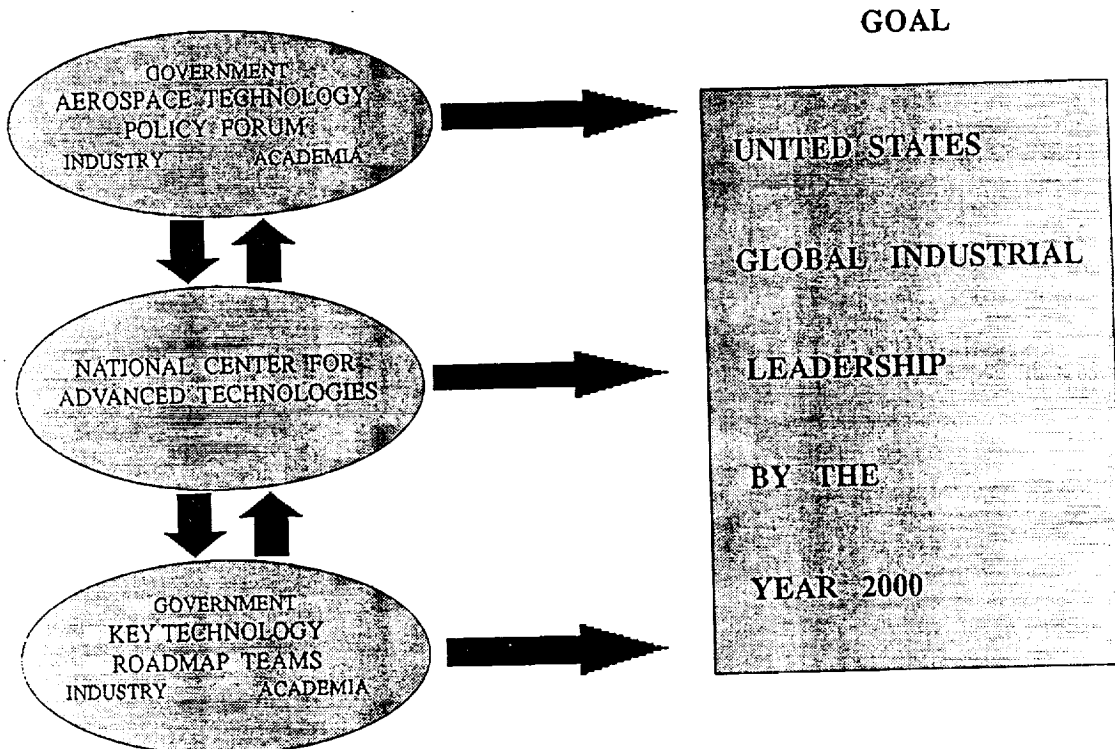 GOAL
GOVERNMENT
AEROSPACE TECHNOLOGY
POLICY FORUM
INDUSTRY ACADEMIA
NATIONAL CENTER FOR
ADVANCED TECHNOLOGIES
GOVERNMENT
KEY TECHNOLOGY
ROADMAP TEAMS
INDUSTRY ACADEMIA
UNITED STATES
GLOBAL INDUSTRIAL
LEADERSHIP
BY THE
YEAR 2000